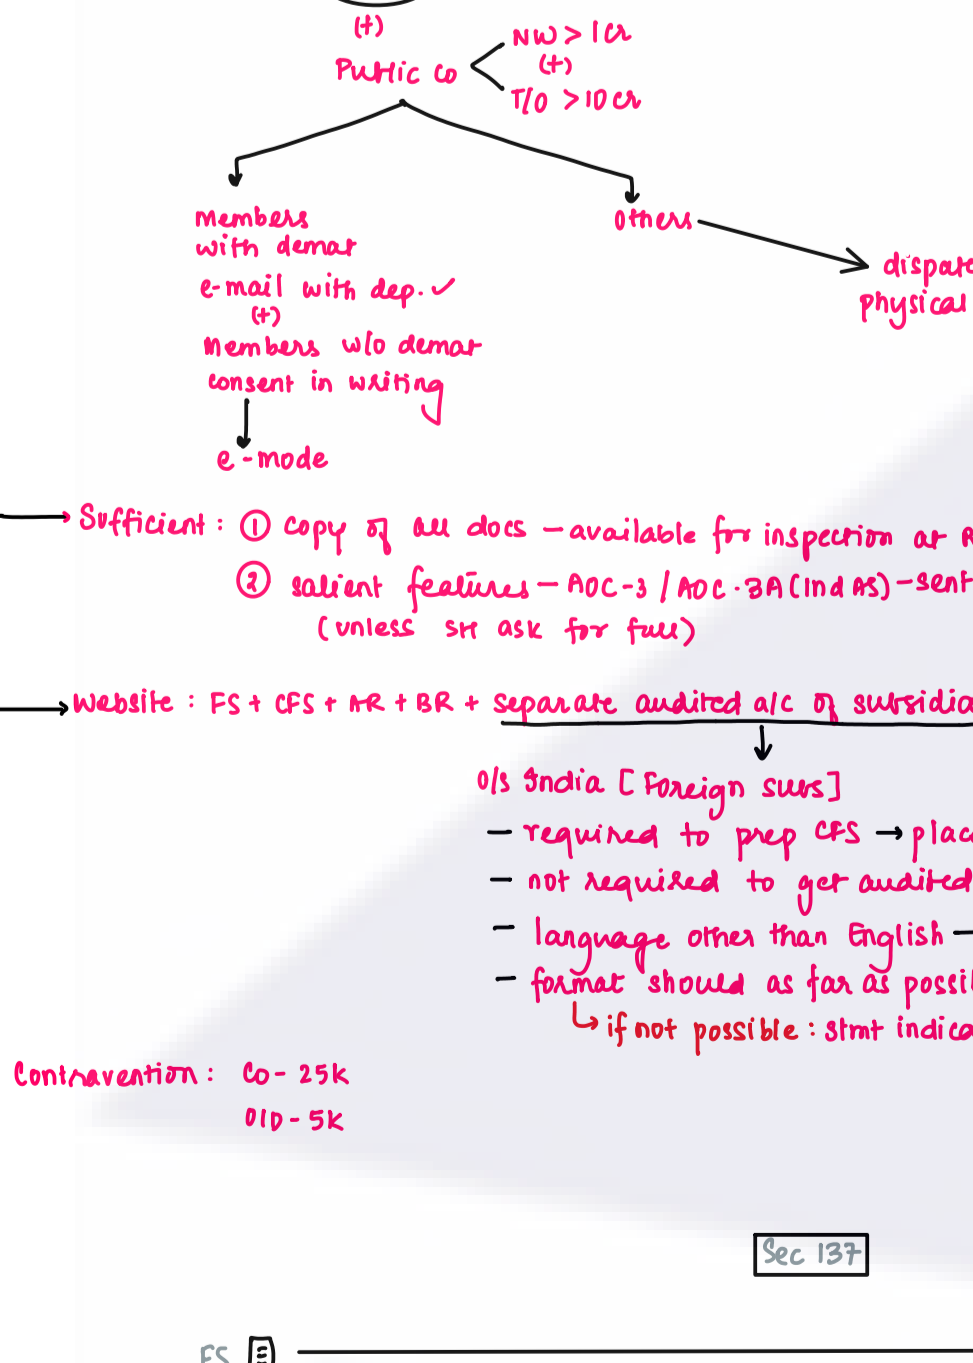 (+)
Public Co
NW > 1 cr
(+)
T/O > 10 cr
members
with demat
e-mail with dep. ✓
(+)
members w/o demat
consent in writing
e-mode
others
dispatc
physical
Sufficient : ① copy of all docs – available for inspection at R
② salient features – AOC-3 / AOC-3A (Ind AS) – sent
(unless SH ask for full)
Website : FS + CFS + AR + BR + separate audited a/c of subsidia
O/S India [Foreign subs]
– required to prep CFS → plac
– not required to get audited
– language other than English –
– format should as far as possib
if not possible : stmt indica
Contravention : Co - 25K
OID - 5K
Sec 137
FS